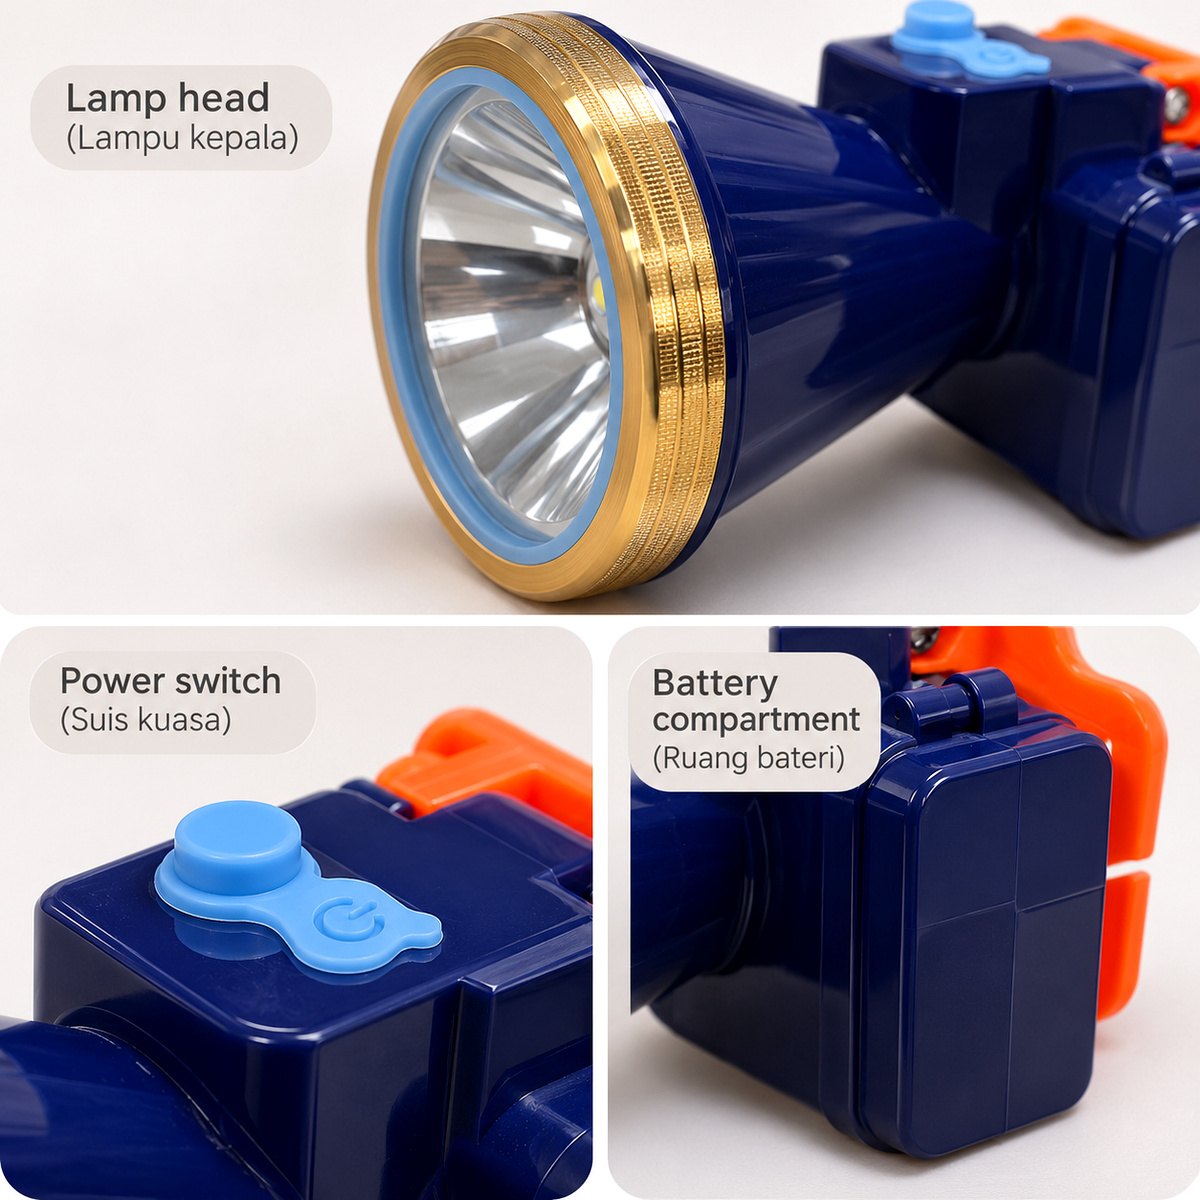 Lamp head
(Lampu kepala)
Power switch
(Suis kuasa)
Battery
compartment
(Ruang bateri)